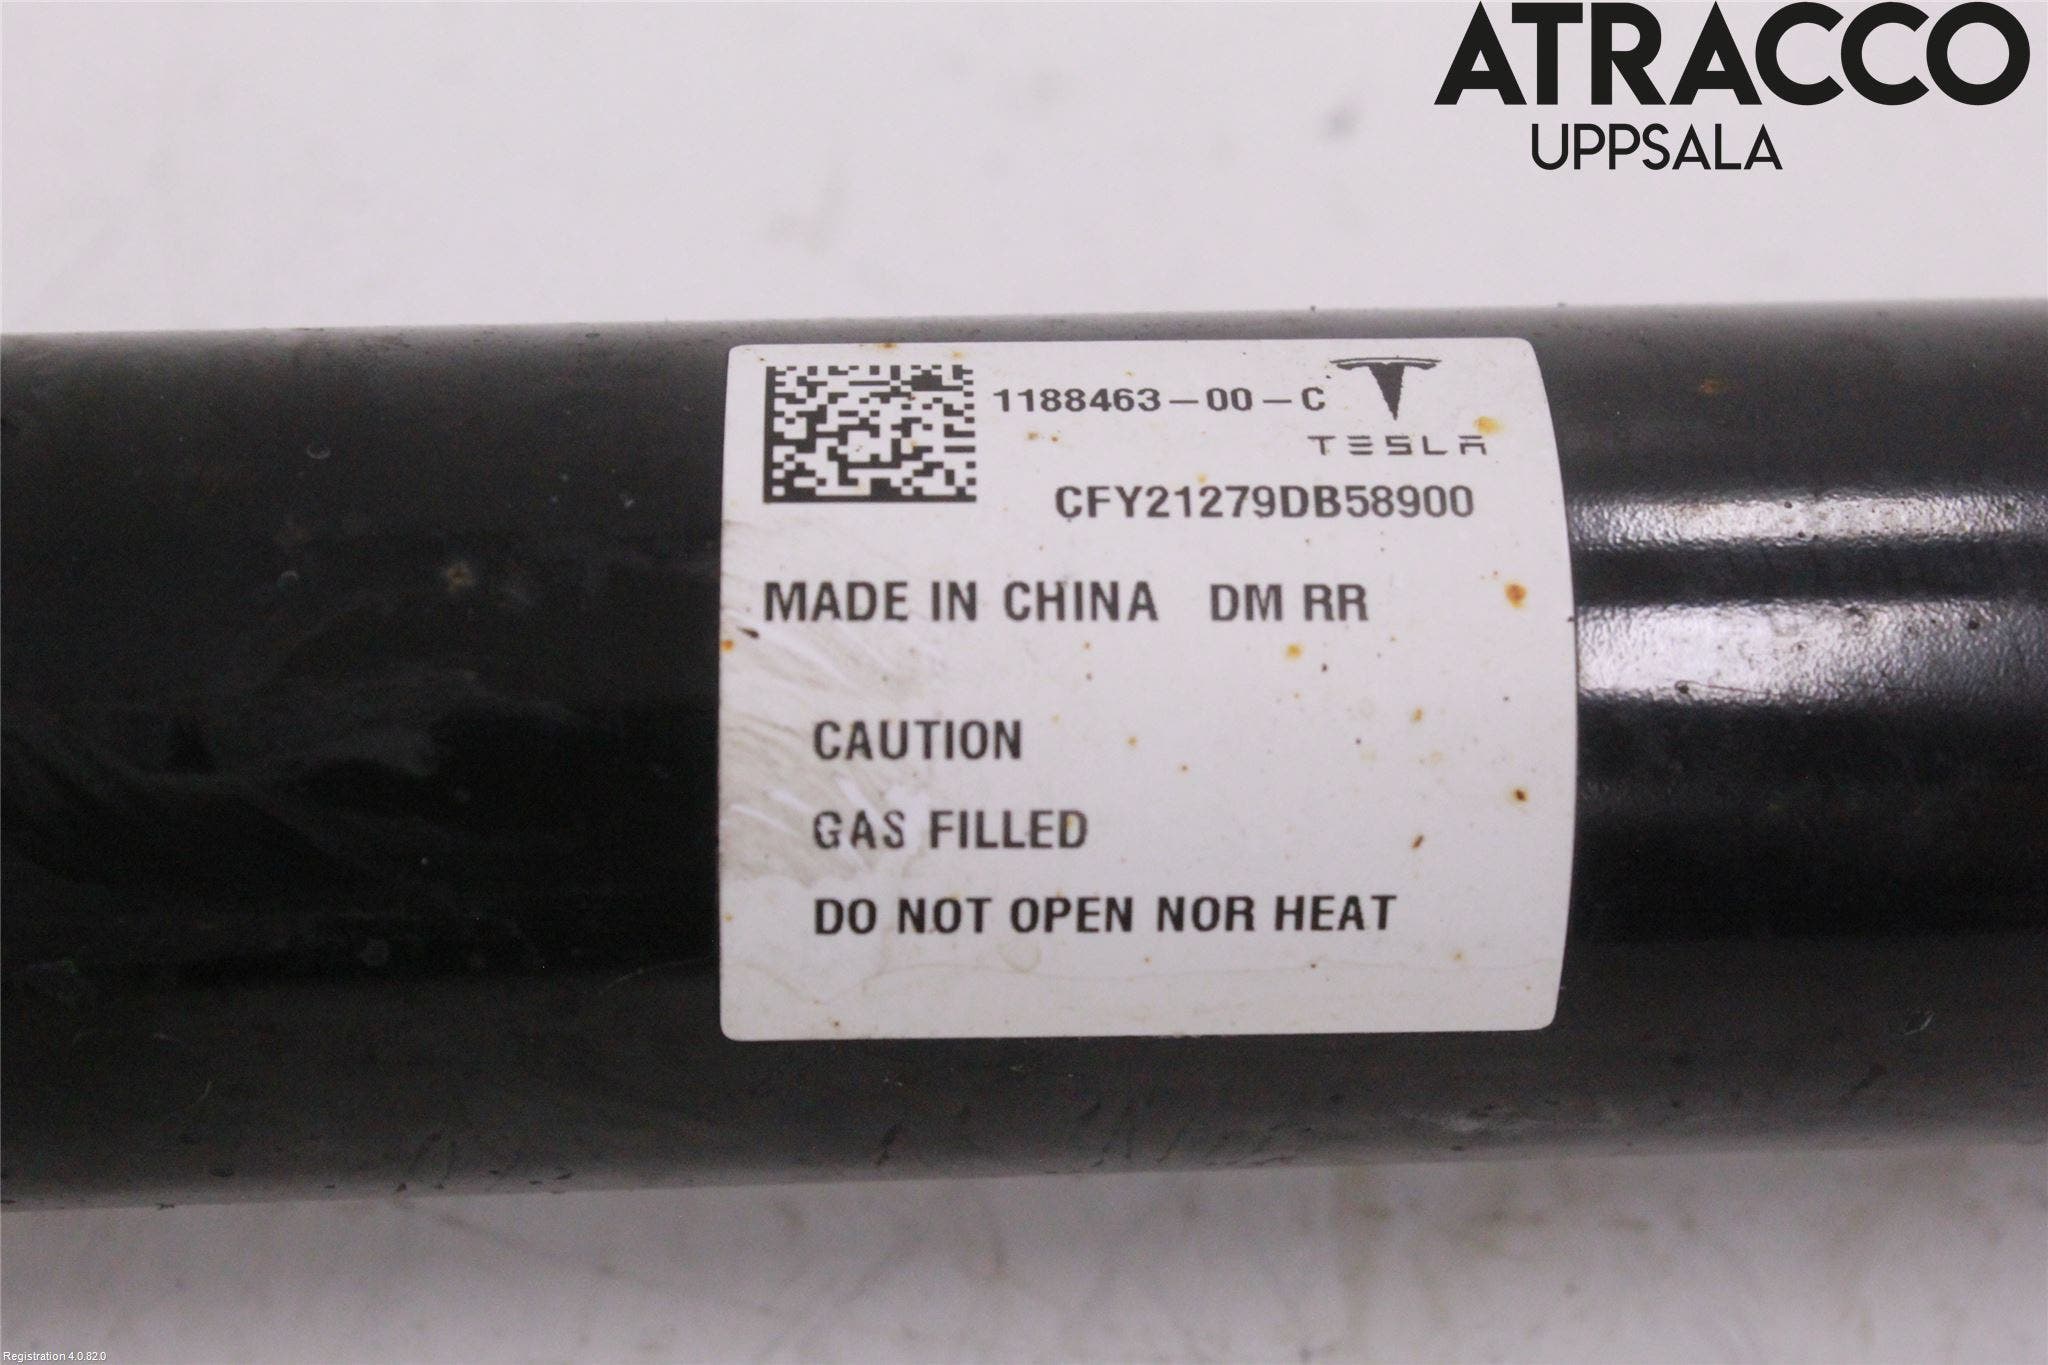 ATRACCO
UPPSALA
1188463-00-C
TESLA
CFY21279DB58900
MADE IN CHINA DM RR
CAUTION
GAS FILLED
DO NOT OPEN NOR HEAT
Registration 4.0.82.0